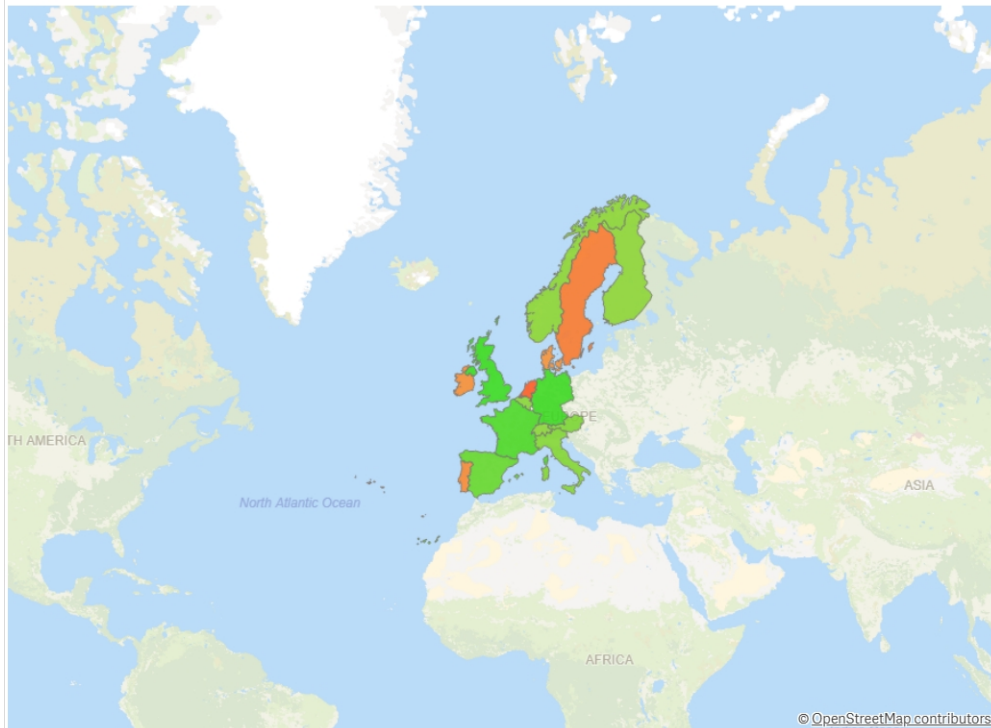 TH AMERICA
EUROPE
ASIA
North Atlantic Ocean
AFRICA
© OpenStreetMap contributors